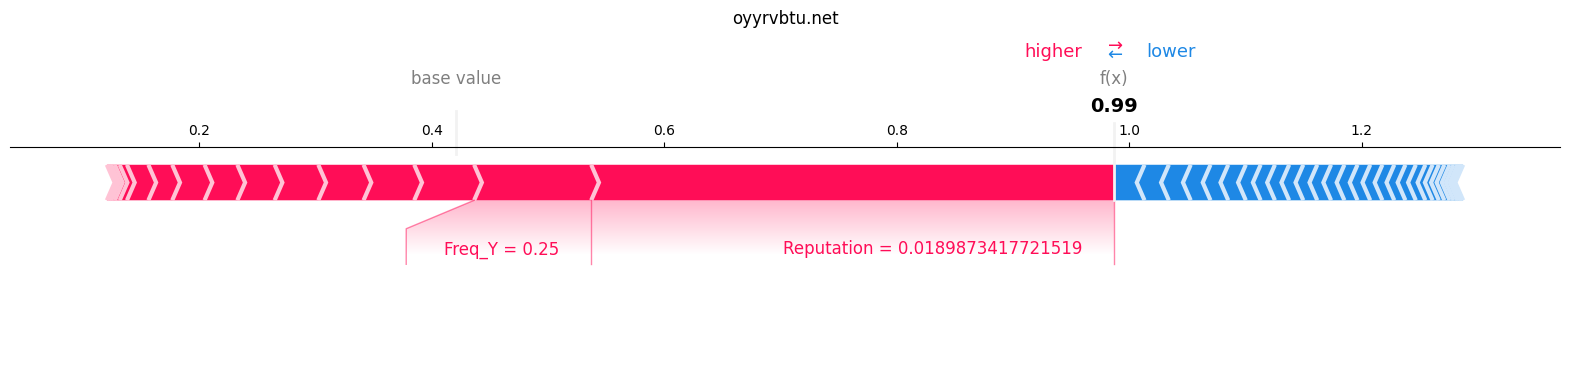 oyyrvbtu.net
higher ⇄ lower
base value f(x)
0.99
0.2 0.4 0.6 0.8 1.0 1.2
Freq_Y = 0.25 Reputation = 0.0189873417721519